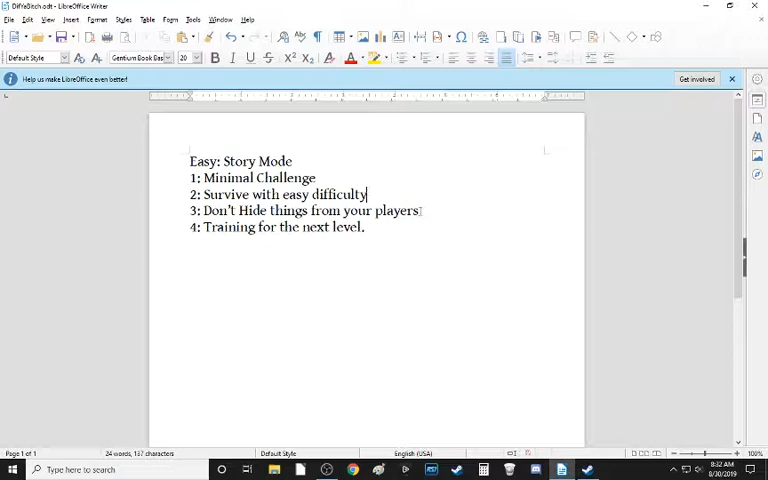 DifYeBitch.odt - LibreOffice Writer
File Edit View Insert Format Styles Table Form Tools Window Help
Default Style Gentium Book Bas 20
Help us make LibreOffice even better! Get involved
Easy: Story Mode
1: Minimal Challenge
2: Survive with easy difficulty
3: Don't Hide things from your players
4: Training for the next level.
Page 1 of 1 24 words, 137 characters Default Style English (USA) 100%
Type here to search
8:32 AM
8/30/2019